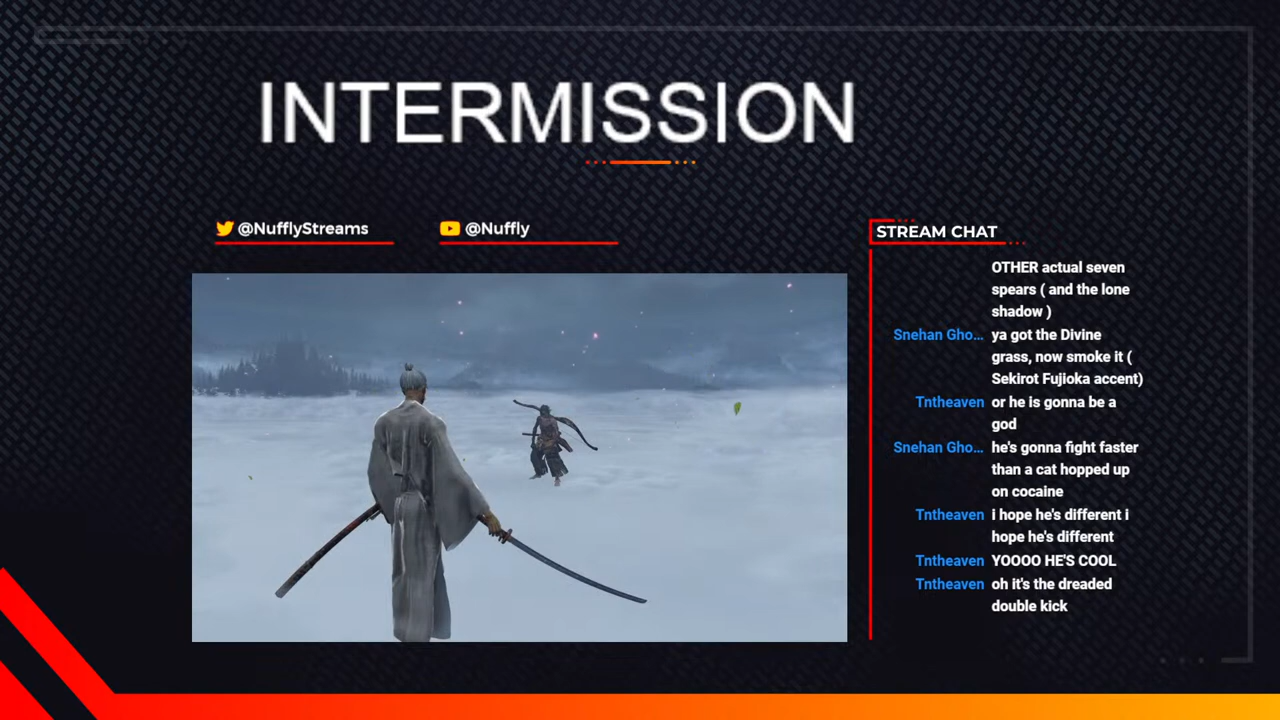 INTERMISSION
@NufflyStreams
@Nuffly
STREAM CHAT
OTHER actual seven
spears ( and the lone
shadow )
Snehan Gho... ya got the Divine
grass, now smoke it (
Sekirot Fujioka accent)
Tntheaven or he is gonna be a
god
Snehan Gho... he's gonna fight faster
than a cat hopped up
on cocaine
Tntheaven i hope he's different i
hope he's different
Tntheaven YOOOO HE'S COOL
Tntheaven oh it's the dreaded
double kick